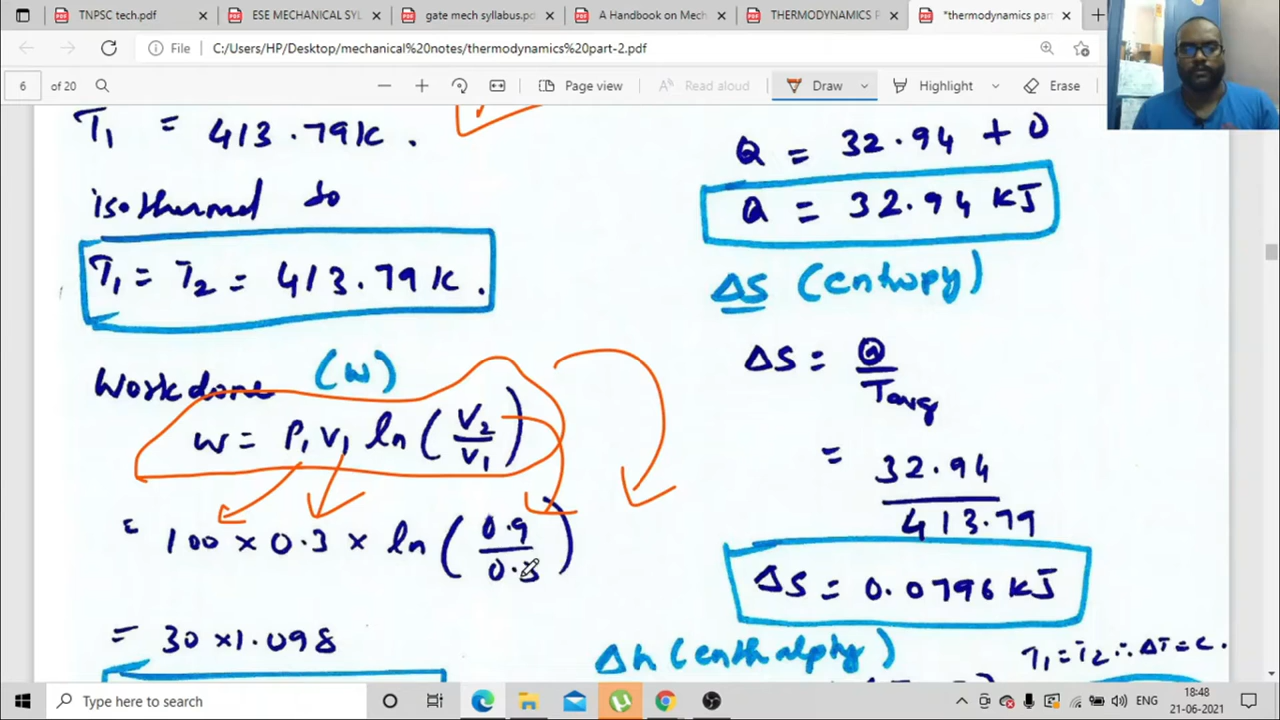 TNPSC tech.pdf
ESE MECHANICAL SYL
gate mech syllabus.pd
A Handbook on Mech
THERMODYNAMICS P
*thermodynamics par
File
C:/Users/HP/Desktop/mechanical%20notes/thermodynamics%20part-2.pdf
6 of 20
Page view
Read aloud
Draw
Highlight
Erase
T1 = 413.79K.
isothermal so
T1 = T2 = 413.79K.
Workdone (W)
W = P1 V1 ln (V2/V1)
= 100 × 0.3 × ln (0.9/0.3)
= 30 × 1.098
Q = 32.94 + 0
Q = 32.94 KJ
ΔS (entropy)
ΔS = Q/Tavg
= 32.94/413.79
ΔS = 0.0796 KJ
Δh (enthalpy)
T1 = T2 ∴ ΔT = C.
Type here to search
ENG
18:48
21-06-2021